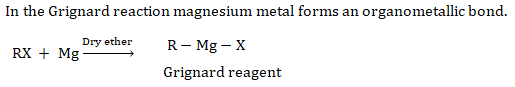 In the Grignard reaction magnesium metal forms an organometallic bond.
Dry ether
RX + Mg ⟶ R – Mg – X
Grignard reagent